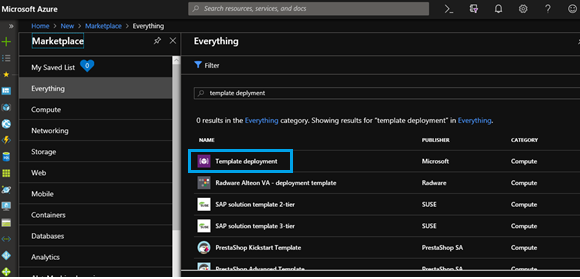 Microsoft Azure
Search resources, services, and docs
Home > New > Marketplace > Everything
Marketplace
My Saved List 0
Everything
Compute
Networking
Storage
Web
Mobile
Containers
Databases
Analytics
Everything
Filter
template deplyment
0 results in the Everything category. Showing results for "template deployment" in Everything.
NAME PUBLISHER CATEGORY
Template deployment Microsoft Compute
Radware Alteon VA - deployment template Radware Compute
SAP solution template 2-tier SUSE Compute
SAP solution template 3-tier SUSE Compute
PrestaShop Kickstart Template PrestaShop SA Compute
PrestaShop Advanced Template PrestaShop SA Compute